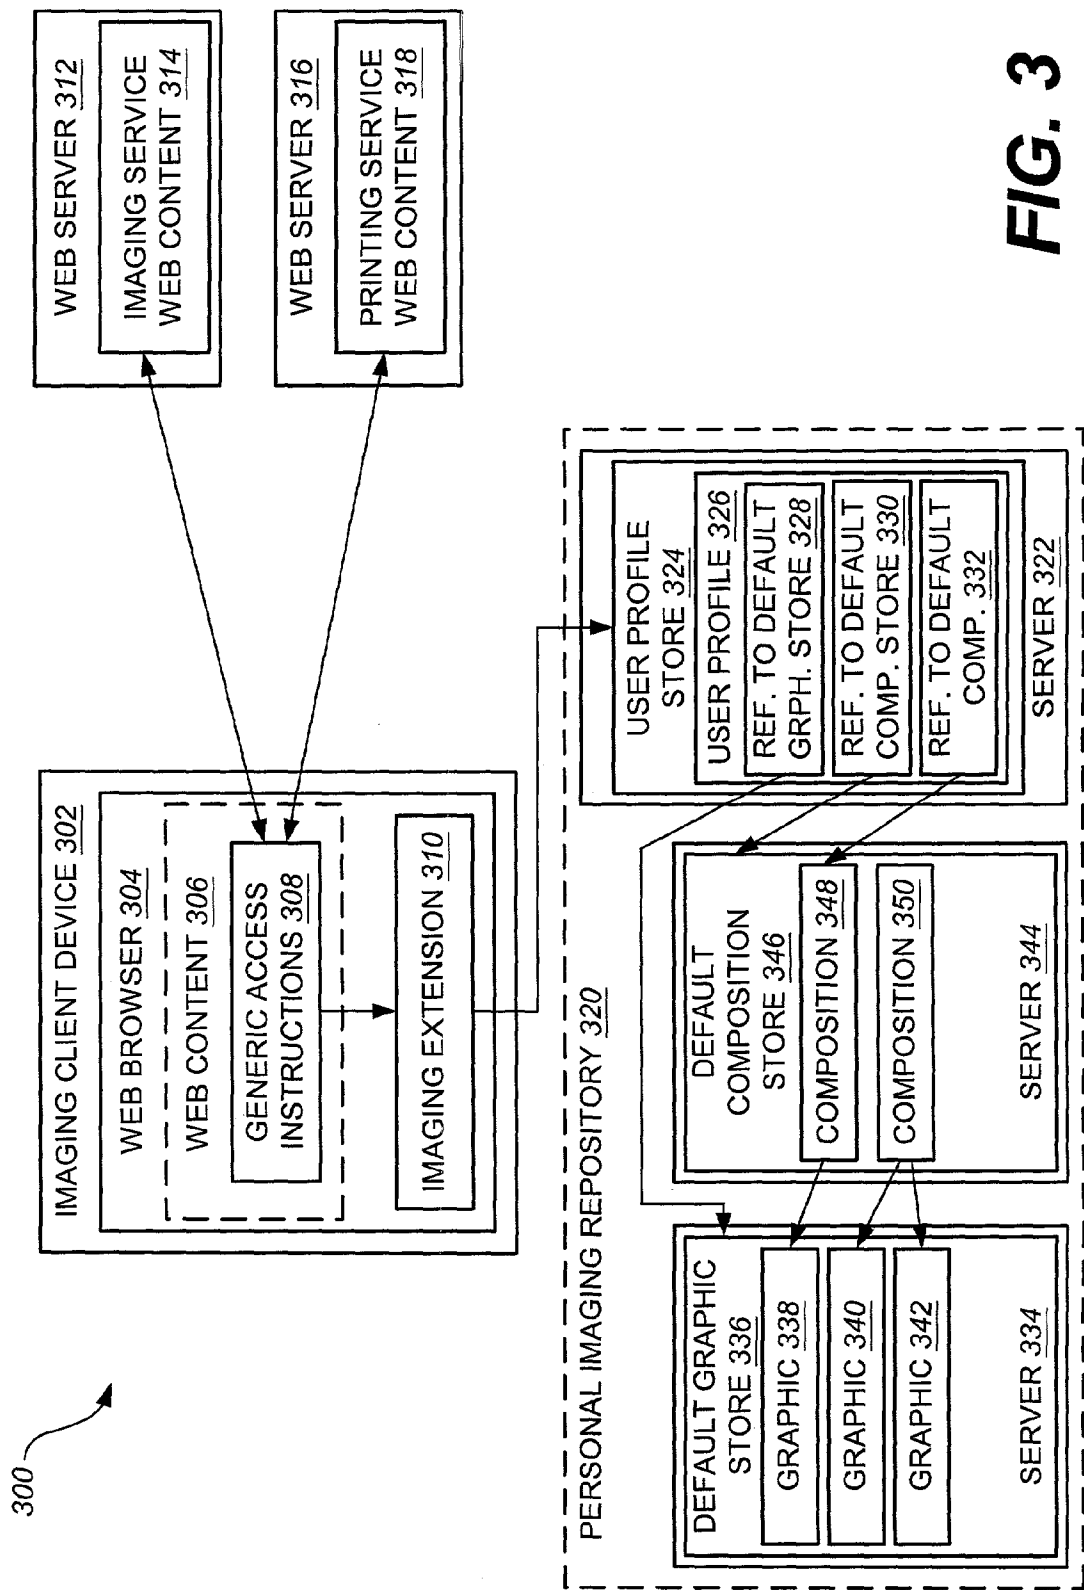 300
IMAGING CLIENT DEVICE 302
WEB BROWSER 304
WEB CONTENT 306
GENERIC ACCESS
INSTRUCTIONS 308
IMAGING EXTENSION 310
WEB SERVER 312
IMAGING SERVICE
WEB CONTENT 314
WEB SERVER 316
PRINTING SERVICE
WEB CONTENT 318
PERSONAL IMAGING REPOSITORY 320
DEFAULT GRAPHIC
STORE 336
GRAPHIC 338
GRAPHIC 340
GRAPHIC 342
SERVER 334
DEFAULT
COMPOSITION
STORE 346
COMPOSITION 348
COMPOSITION 350
SERVER 344
USER PROFILE
STORE 324
USER PROFILE 326
REF. TO DEFAULT
GRPH. STORE 328
REF. TO DEFAULT
COMP. STORE 330
REF. TO DEFAULT
COMP. 332
SERVER 322
FIG. 3